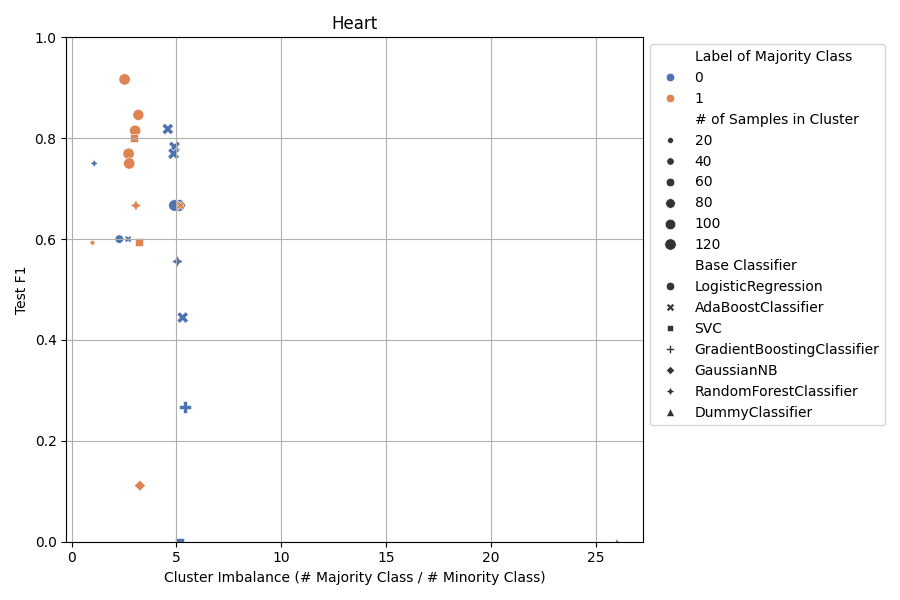 Heart
Test F1
1.0
0.8
0.6
0.4
0.2
0.0
0
5
10
15
20
25
Cluster Imbalance (# Majority Class / # Minority Class)
Label of Majority Class
0
1
# of Samples in Cluster
20
40
60
80
100
120
Base Classifier
LogisticRegression
AdaBoostClassifier
SVC
GradientBoostingClassifier
GaussianNB
RandomForestClassifier
DummyClassifier